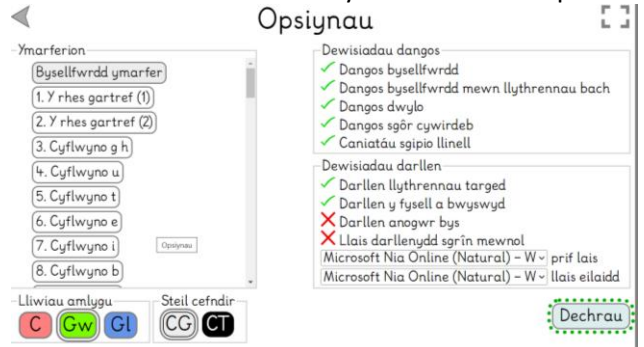 Opsiynau
Ymarferion
Bysellfwrdd ymarfer
1. Y rhes gartref (1)
2. Y rhes gartref (2)
3. Cyflwyno g h
4. Cyflwyno u
5. Cyflwyno t
6. Cyflwyno e
7. Cyflwyno i
Opsiynau
8. Cyflwyno b
Lliwiau amlygu
C Gw Gl
Steil cefndir
CG CT
Dewisiadau dangos
Dangos bysellfwrdd
Dangos bysellfwrdd mewn llythrennau bach
Dangos dwylo
Dangos sgôr cywirdeb
Caniatáu sgipio llinell
Dewisiadau darllen
Darllen llythrennau targed
Darllen y fysell a bwyswyd
Darllen anogwr bys
Llais darllenydd sgrîn mewnol
Microsoft Nia Online (Natural) - W prif lais
Microsoft Nia Online (Natural) - W llais eilaidd
Dechrau